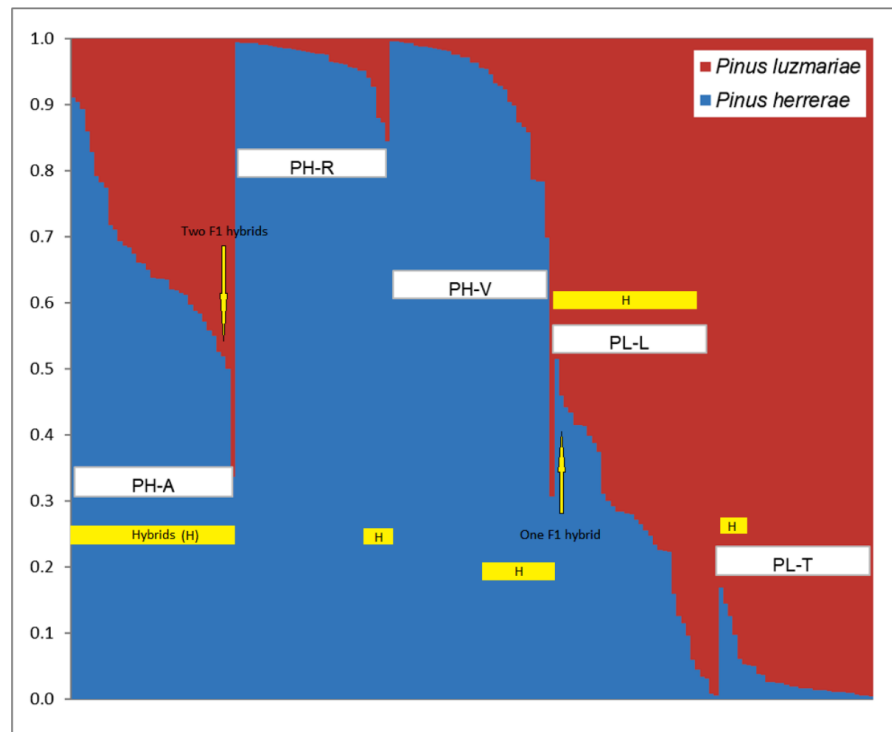 1.0
Pinus luzmariae
Pinus herrerae
0.9
PH-R
0.8
0.7
Two F1 hybrids
PH-V
H
0.6
PL-L
0.5
0.4
PH-A
0.3
Hybrids (H)
H
One F1 hybrid
H
0.2
H
PL-T
0.1
0.0